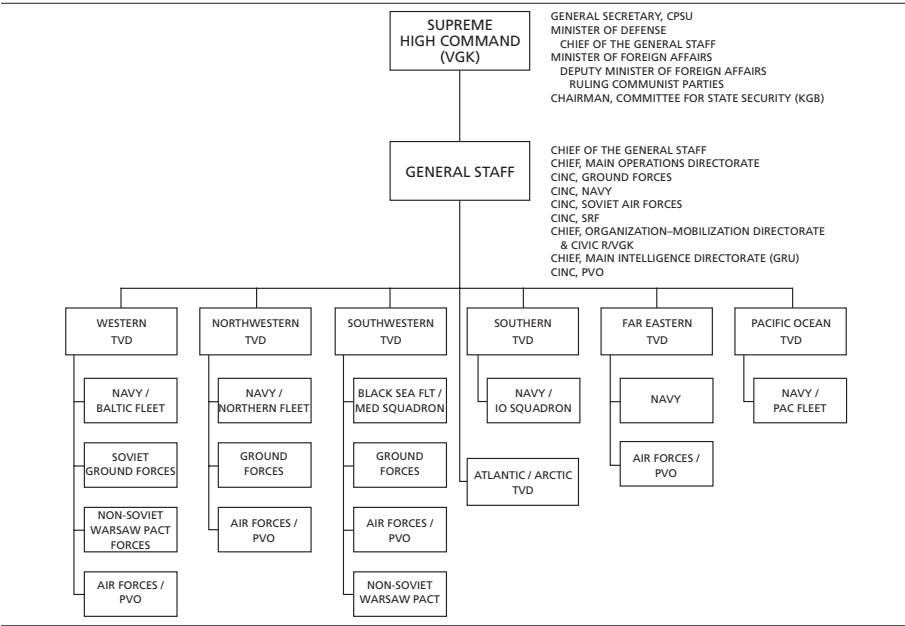 SUPREME
HIGH COMMAND
(VGK)
GENERAL SECRETARY, CPSU
MINISTER OF DEFENSE
CHIEF OF THE GENERAL STAFF
MINISTER OF FOREIGN AFFAIRS
DEPUTY MINISTER OF FOREIGN AFFAIRS
RULING COMMUNIST PARTIES
CHAIRMAN, COMMITTEE FOR STATE SECURITY (KGB)
GENERAL STAFF
CHIEF OF THE GENERAL STAFF
CHIEF, MAIN OPERATIONS DIRECTORATE
CINC, GROUND FORCES
CINC, NAVY
CINC, SOVIET AIR FORCES
CINC, SRF
CHIEF, ORGANIZATION–MOBILIZATION DIRECTORATE
& CIVIC R/VGK
CHIEF, MAIN INTELLIGENCE DIRECTORATE (GRU)
CINC, PVO
WESTERN
TVD
NAVY /
BALTIC FLEET
SOVIET
GROUND FORCES
NON-SOVIET
WARSAW PACT
FORCES
AIR FORCES /
PVO
NORTHWESTERN
TVD
NAVY /
NORTHERN FLEET
GROUND
FORCES
AIR FORCES /
PVO
SOUTHWESTERN
TVD
BLACK SEA FLT /
MED SQUADRON
GROUND
FORCES
AIR FORCES /
PVO
NON-SOVIET
WARSAW PACT
SOUTHERN
TVD
NAVY /
IO SQUADRON
ATLANTIC / ARCTIC
TVD
FAR EASTERN
TVD
NAVY
AIR FORCES /
PVO
PACIFIC OCEAN
TVD
NAVY /
PAC FLEET